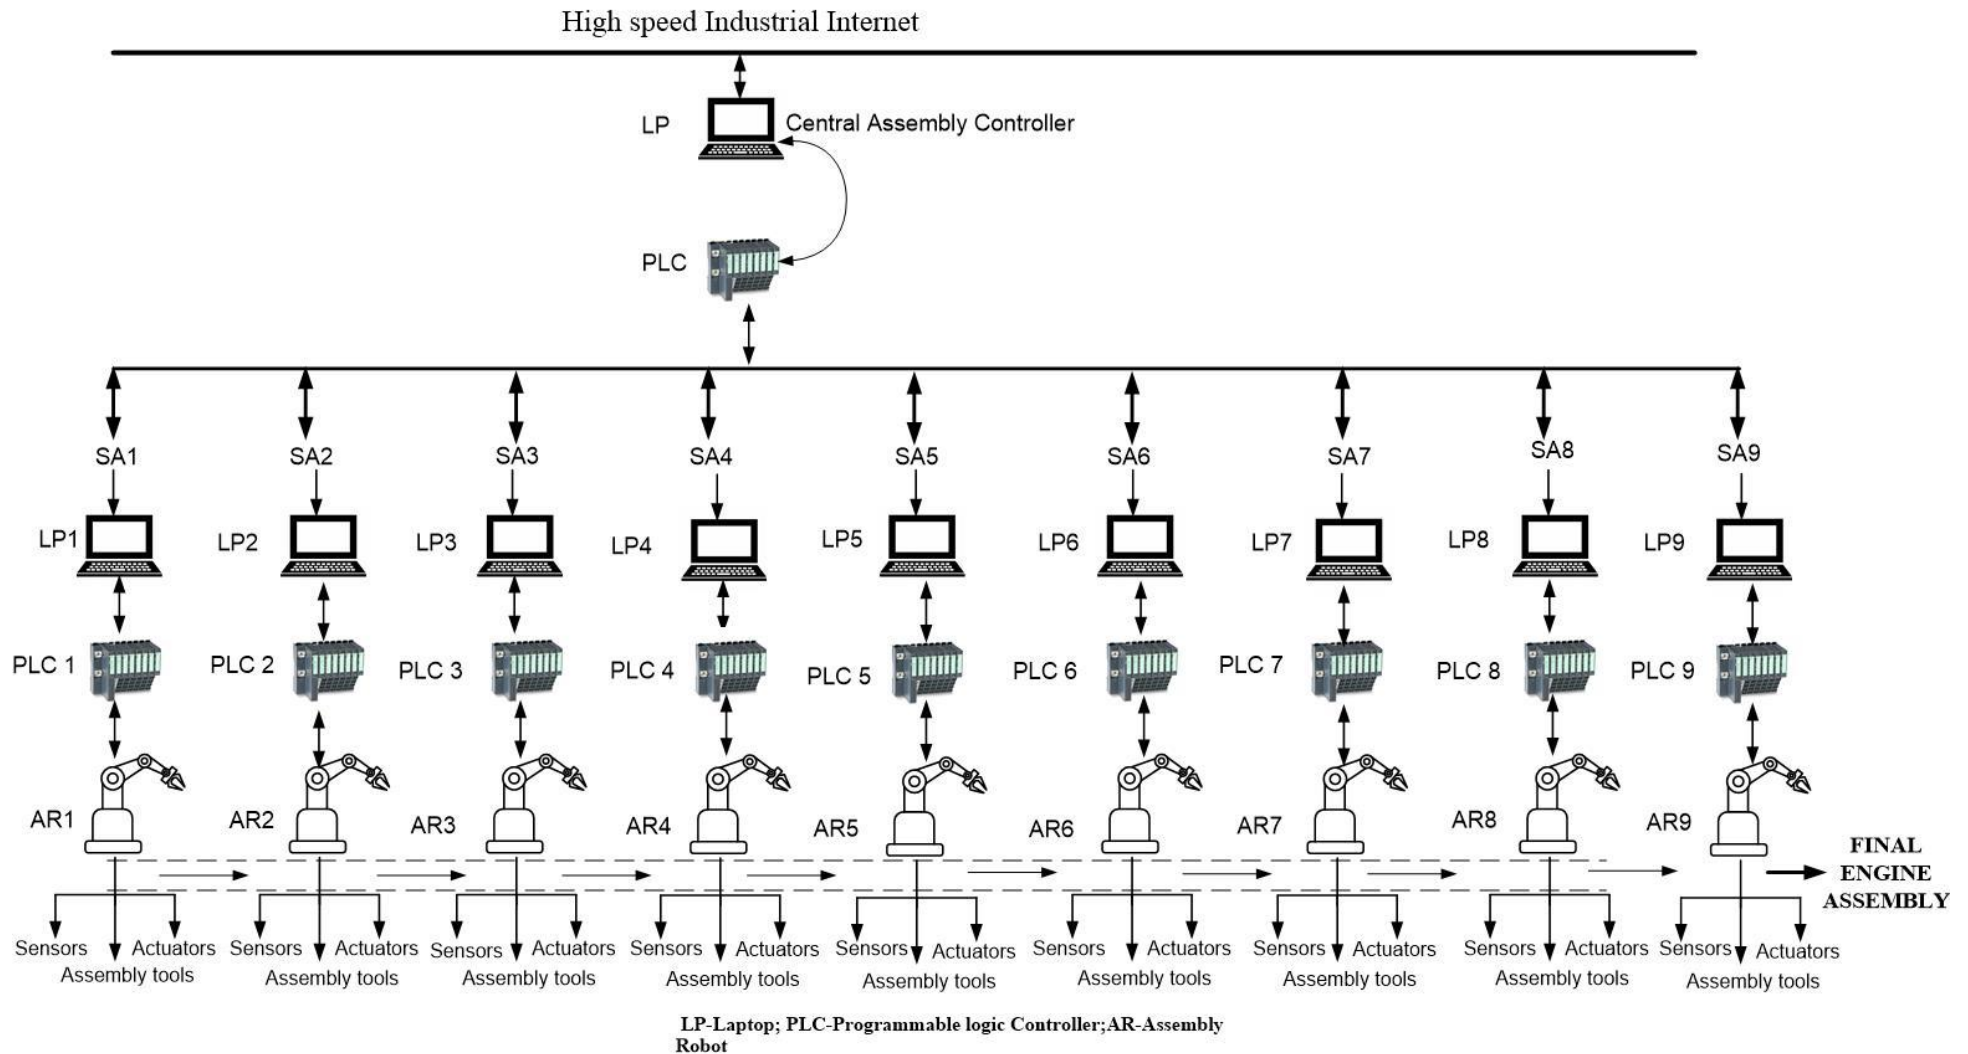 High speed Industrial Internet
LP
Central Assembly Controller
PLC
SA1 SA2 SA3 SA4 SA5 SA6 SA7 SA8 SA9
LP1 LP2 LP3 LP4 LP5 LP6 LP7 LP8 LP9
PLC 1 PLC 2 PLC 3 PLC 4 PLC 5 PLC 6 PLC 7 PLC 8 PLC 9
AR1 AR2 AR3 AR4 AR5 AR6 AR7 AR8 AR9
FINAL
ENGINE
ASSEMBLY
Sensors Actuators Sensors Actuators Sensors Actuators Sensors Actuators Sensors Actuators Sensors Actuators Sensors Actuators Sensors Actuators Sensors Actuators
Assembly tools Assembly tools Assembly tools Assembly tools Assembly tools Assembly tools Assembly tools Assembly tools Assembly tools
LP-Laptop; PLC-Programmable logic Controller;AR-Assembly
Robot